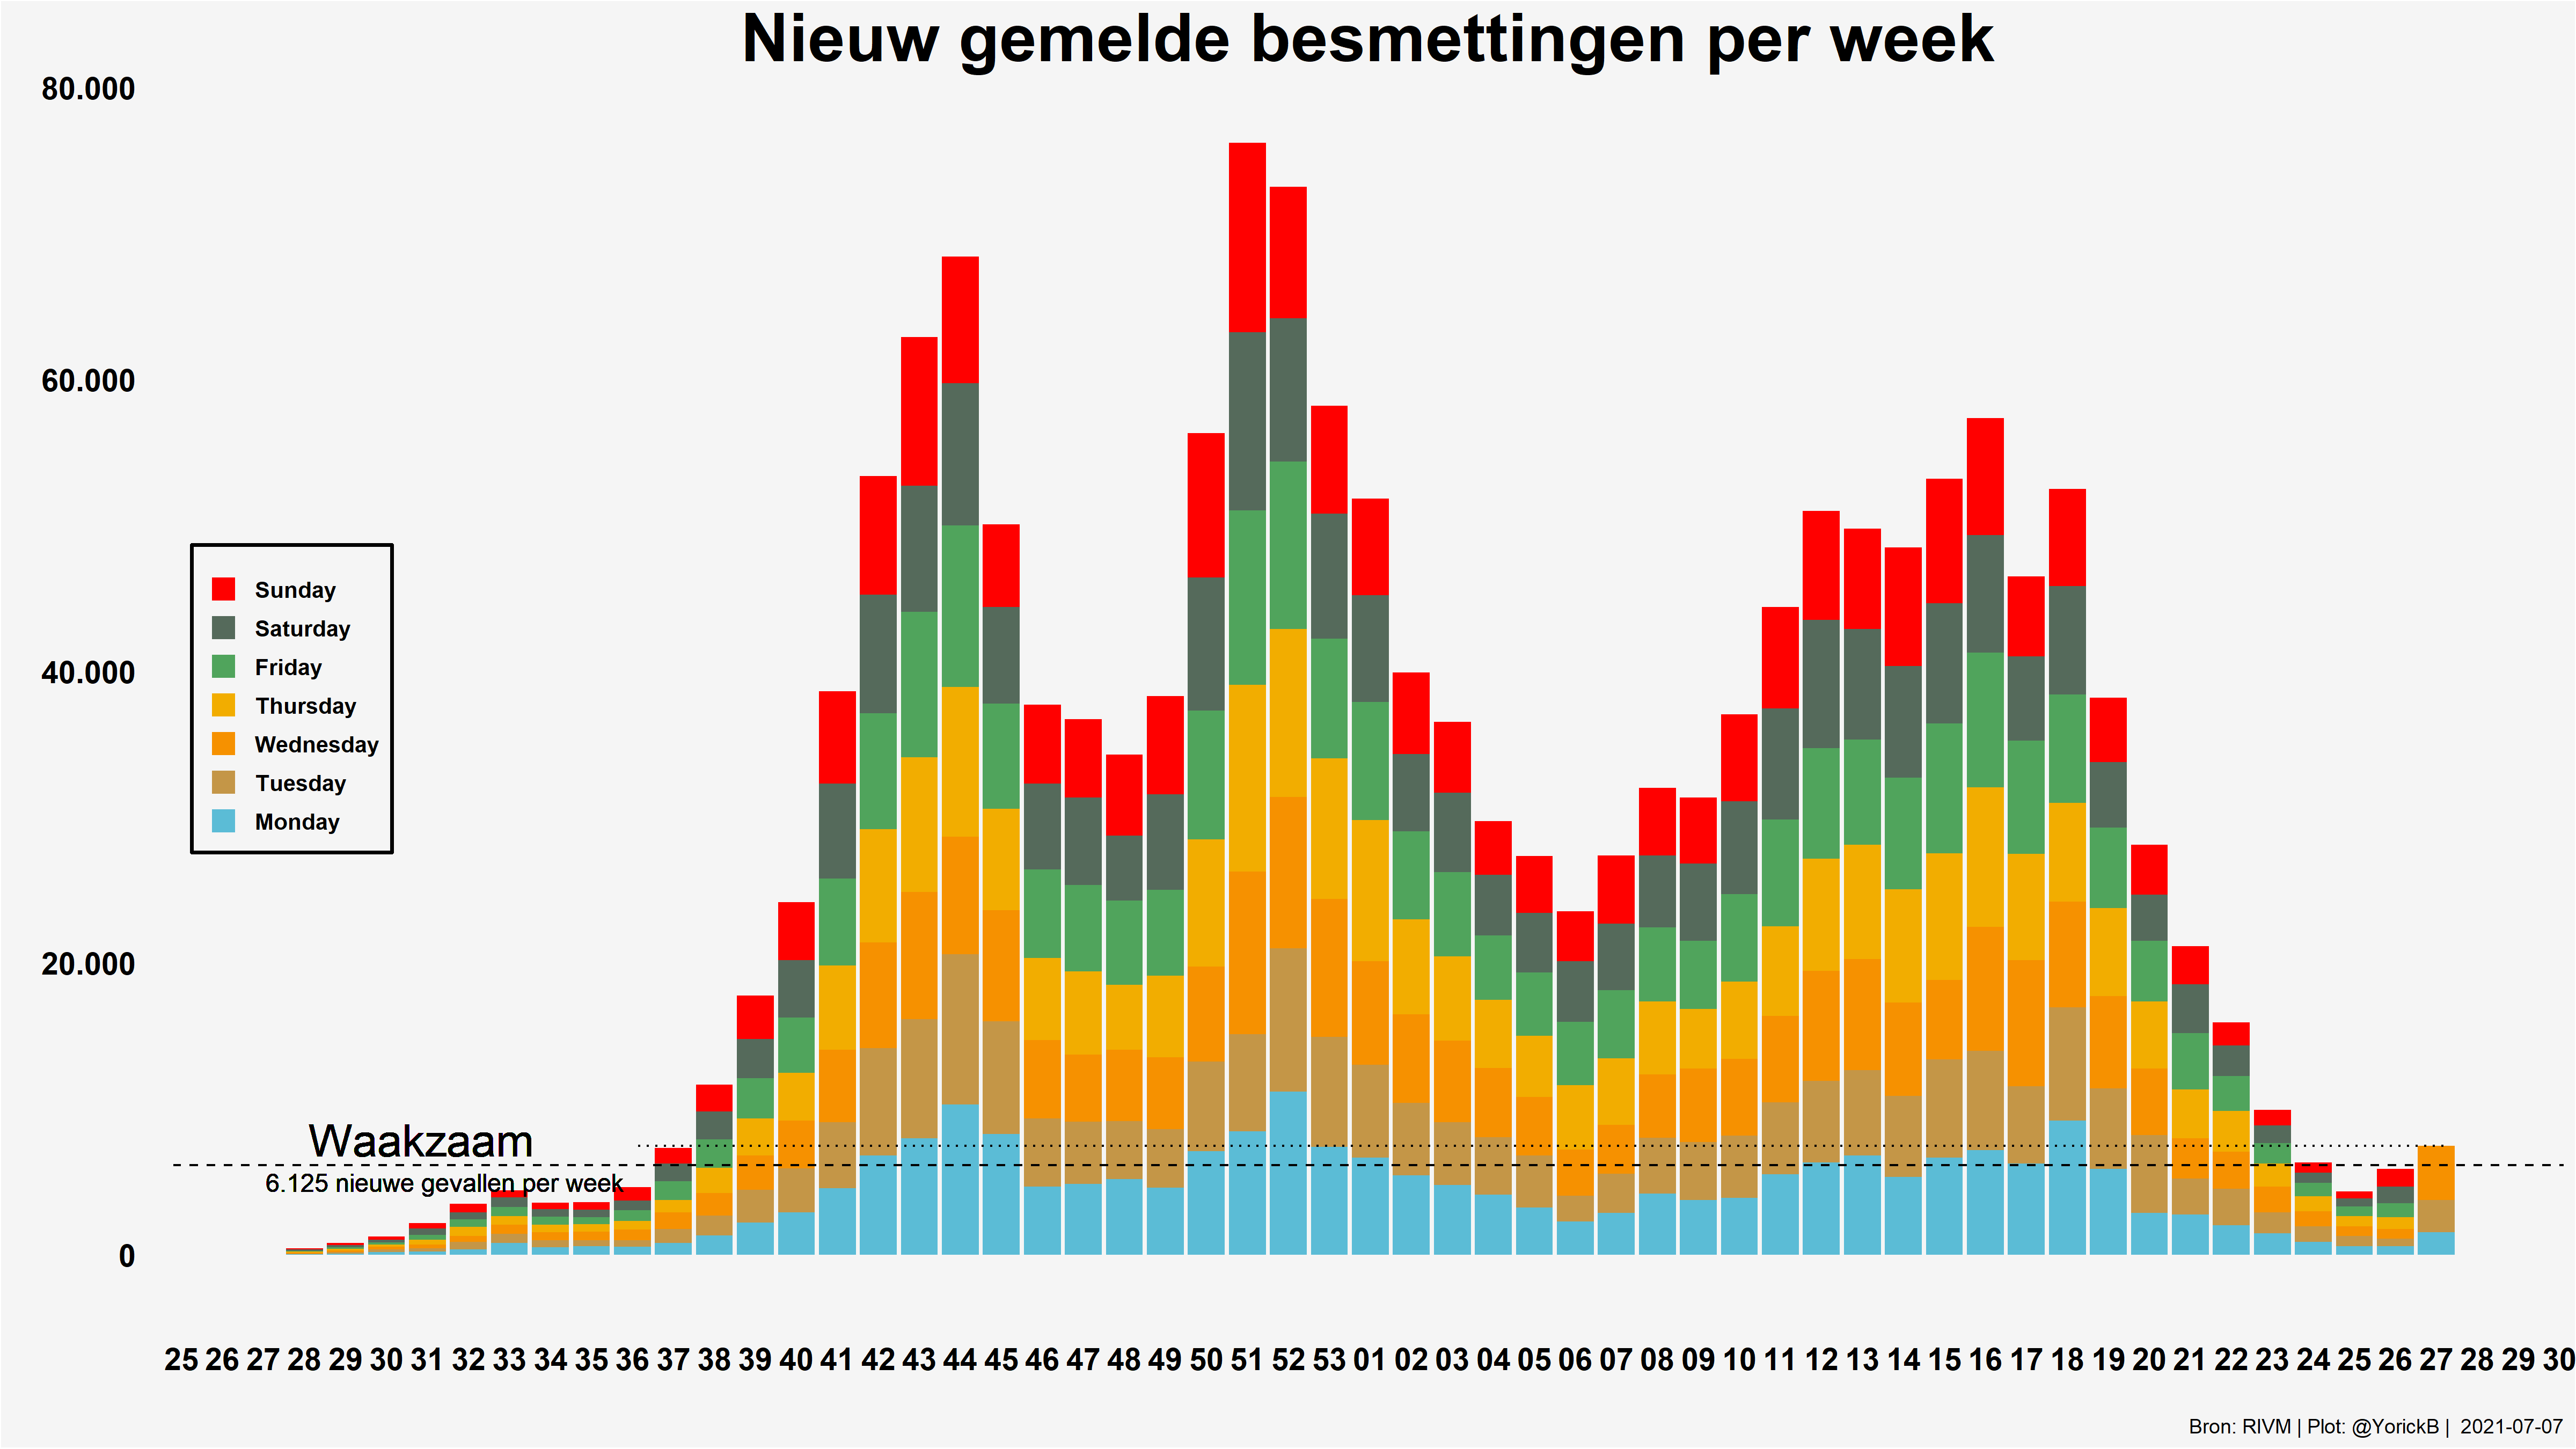 Nieuw gemelde besmettingen per week
80.000
60.000
40.000
20.000
0
Sunday
Saturday
Friday
Thursday
Wednesday
Tuesday
Monday
Waakzaam
6.125 nieuwe gevallen per week
25 26 27 28 29 30 31 32 33 34 35 36 37 38 39 40 41 42 43 44 45 46 47 48 49 50 51 52 53 01 02 03 04 05 06 07 08 09 10 11 12 13 14 15 16 17 18 19 20 21 22 23 24 25 26 27 28 29 30
Bron: RIVM | Plot: @YorickB | 2021-07-07